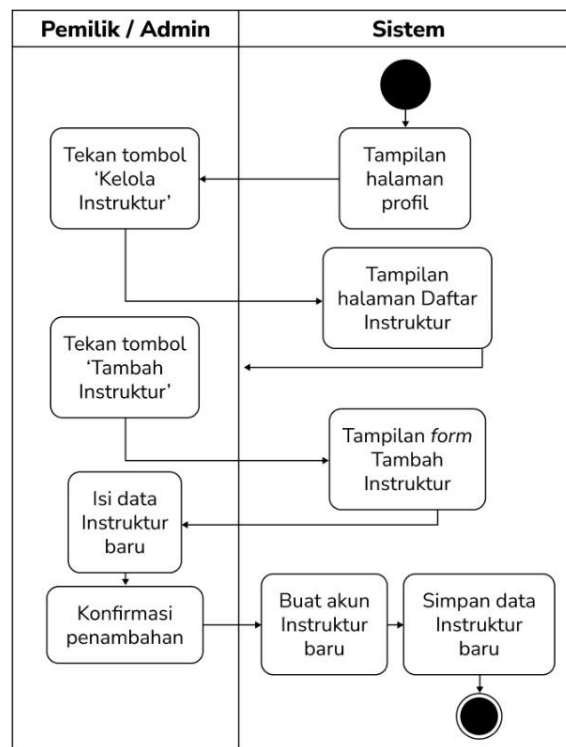 Pemilik / Admin
Sistem
Tampilan
halaman
profil
Tekan tombol
‘Kelola
Instruktur’
Tampilan
halaman Daftar
Instruktur
Tekan tombol
‘Tambah
Instruktur’
Tampilan form
Tambah
Instruktur
Isi data
Instruktur
baru
Konfirmasi
penambahan
Buat akun
Instruktur
baru
Simpan data
Instruktur
baru